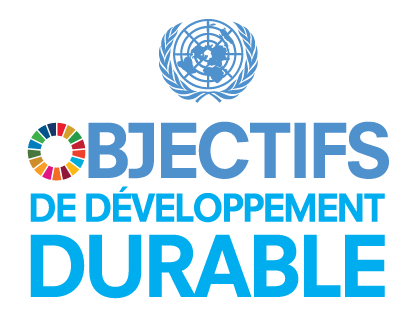 OBJECTIFS
DE DÉVELOPPEMENT
DURABLE